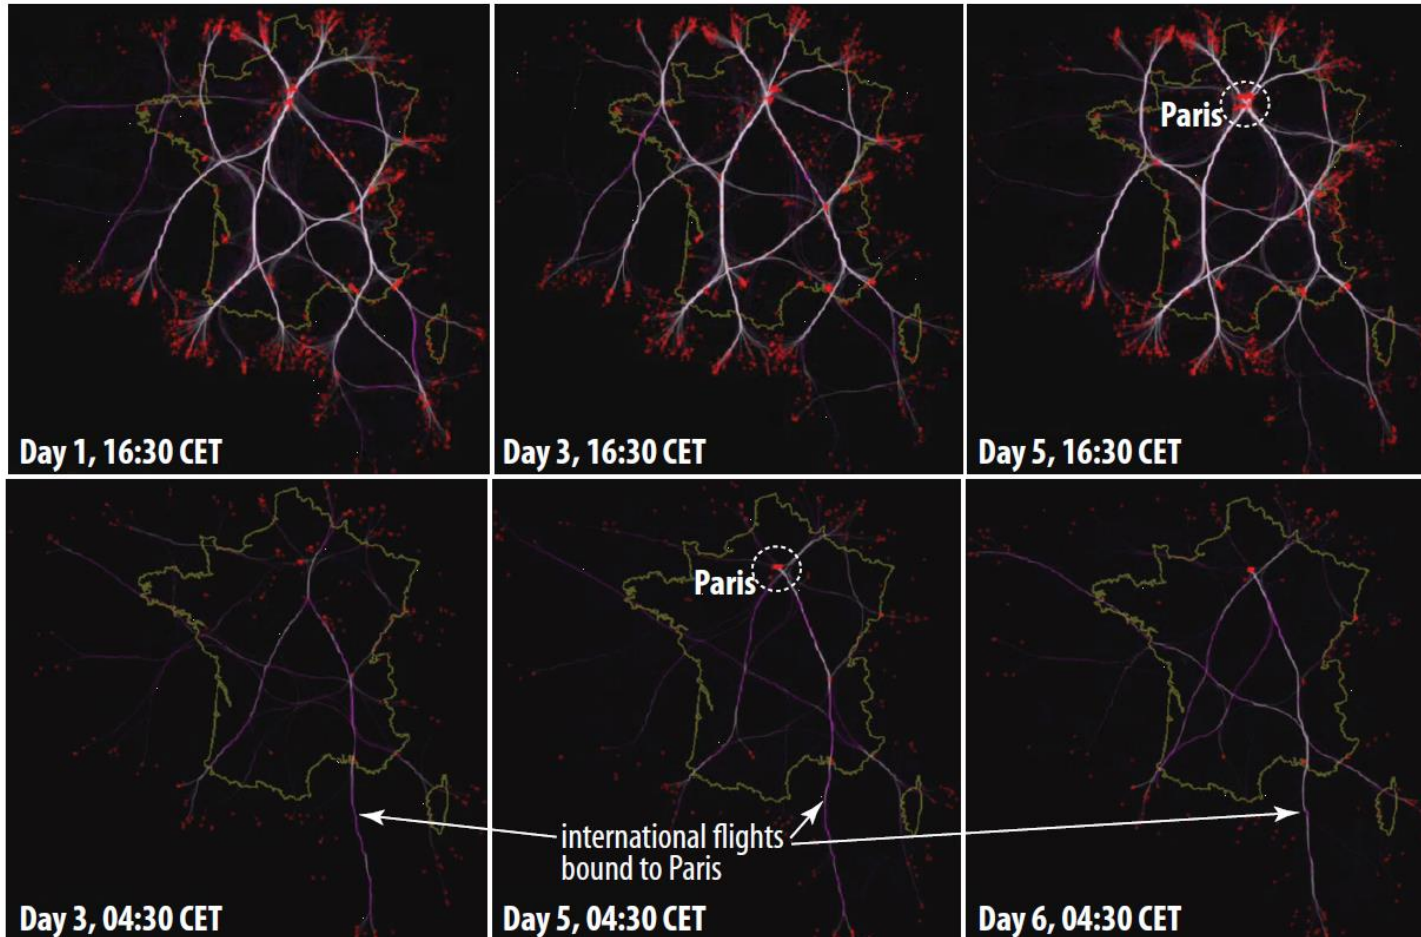 Paris
Day 1, 16:30 CET
Day 3, 16:30 CET
Day 5, 16:30 CET
Paris
international flights
bound to Paris
Day 3, 04:30 CET
Day 5, 04:30 CET
Day 6, 04:30 CET